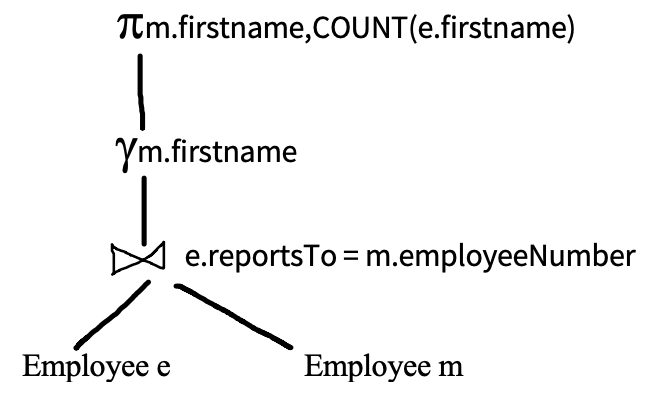 πm.firstname,COUNT(e.firstname)
γm.firstname
⋈ e.reportsTo = m.employeeNumber
Employee e Employee m